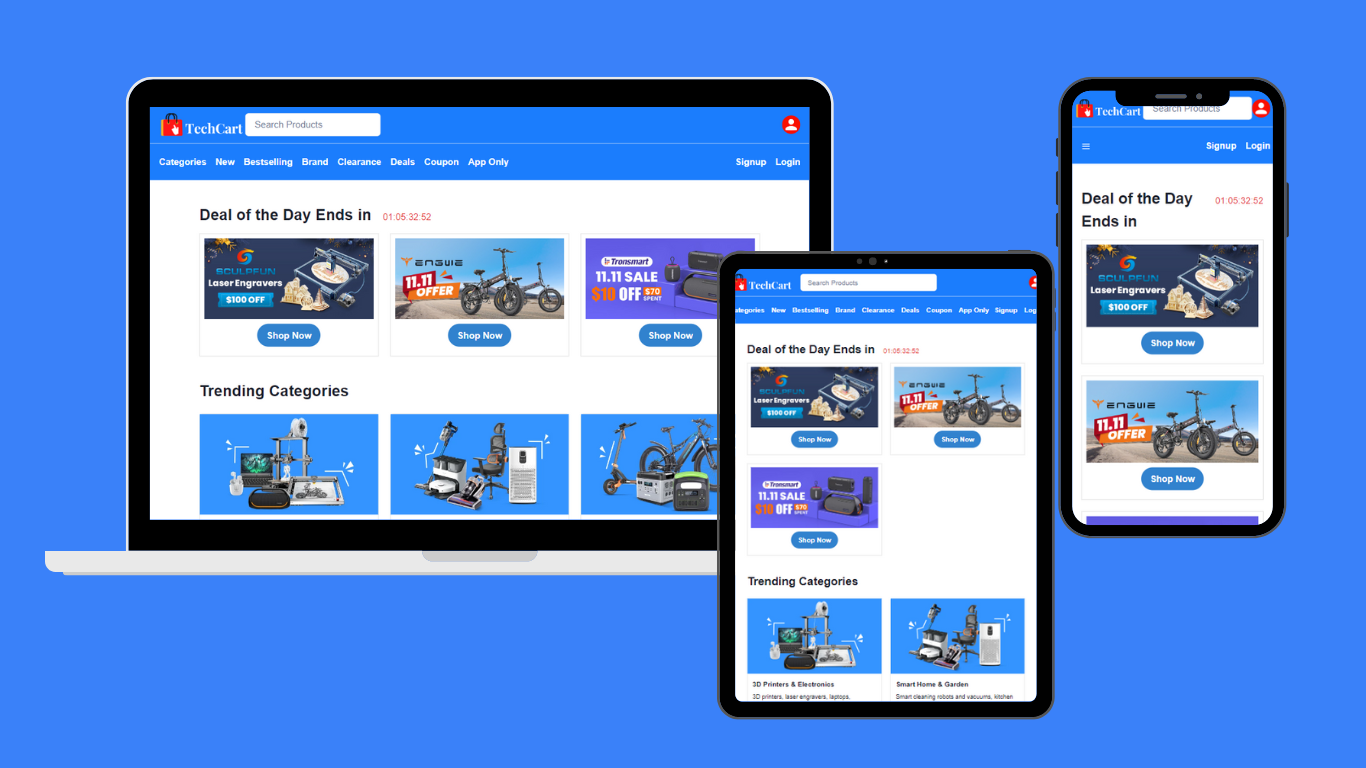 TechCart
Search Products
Categories New Bestselling Brand Clearance Deals Coupon App Only Signup Login
Deal of the Day Ends in 01:05:32:52
SCULPFUN
Laser Engravers
$100 OFF
Shop Now
ENGWE
11.11
OFFER
Shop Now
Tronsmart
11.11 SALE
$10 OFF $70
SPENT
Shop Now
Trending Categories
TechCart
Search Products
ategories New Bestselling Brand Clearance Deals Coupon App Only Signup Log
Deal of the Day Ends in 01:05:32:52
SCULPFUN
Laser Engravers
$100 OFF
Shop Now
ENGWE
11.11
OFFER
Shop Now
Tronsmart
11.11 SALE
$10 OFF $70
SPENT
Shop Now
Trending Categories
3D Printers & Electronics
3D printers, laser engravers, laptops,
Smart Home & Garden
Smart cleaning robots and vacuums, kitchen
TechCart
Search Products
Signup Login
Deal of the Day
Ends in
01:05:32:52
SCULPFUN
Laser Engravers
$100 OFF
Shop Now
ENGWE
11.11
OFFER
Shop Now